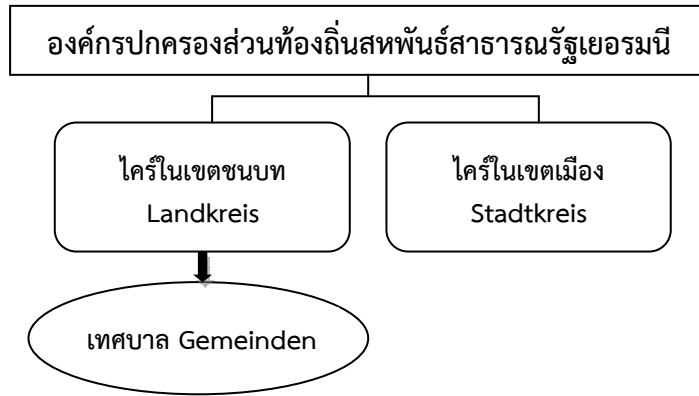 องค์กรปกครองส่วนท้องถิ่นสหพันธ์สาธารณรัฐเยอรมนี
ไคร์ในเขตชนบท
Landkreis
ไคร์ในเขตเมือง
Stadtkreis
เทศบาล Gemeinden